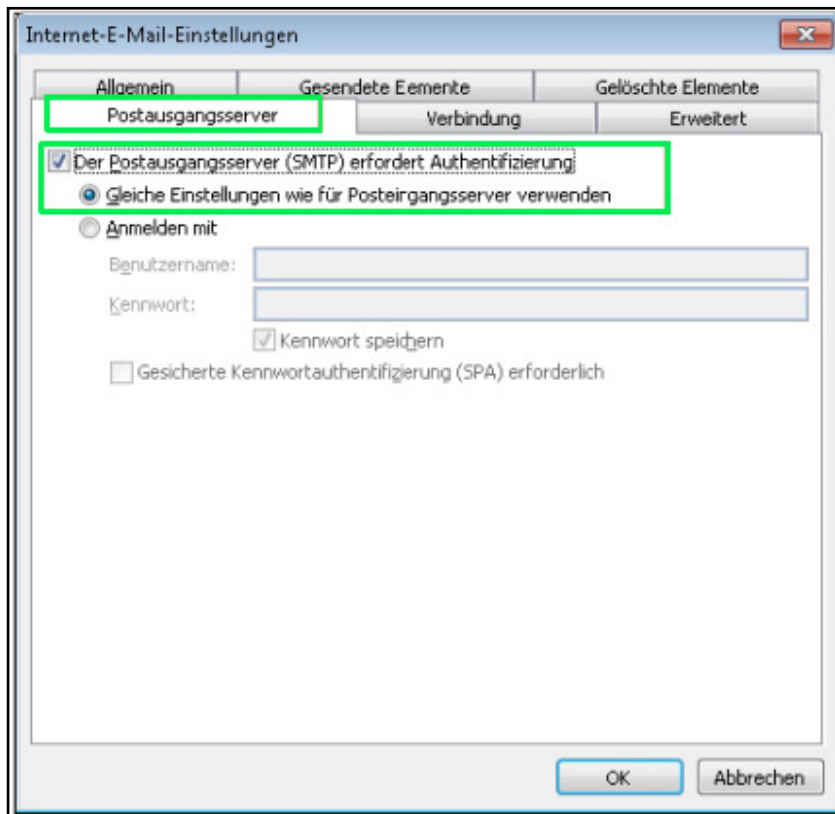 Internet-E-Mail-Einstellungen
Allgemein Gesendete Eemente Gelöschte Elemente
Postausgangsserver Verbindung Erweitert
Der Postausgangsserver (SMTP) erfordert Authentifizierung
Gleiche Einstellungen wie für Posteirgangsserver verwenden
Anmelden mit
Benutzername:
Kennwort:
Kennwort speichern
Gesicherte Kennwortauthentifizierung (SPA) erforderlich
OK Abbrechen